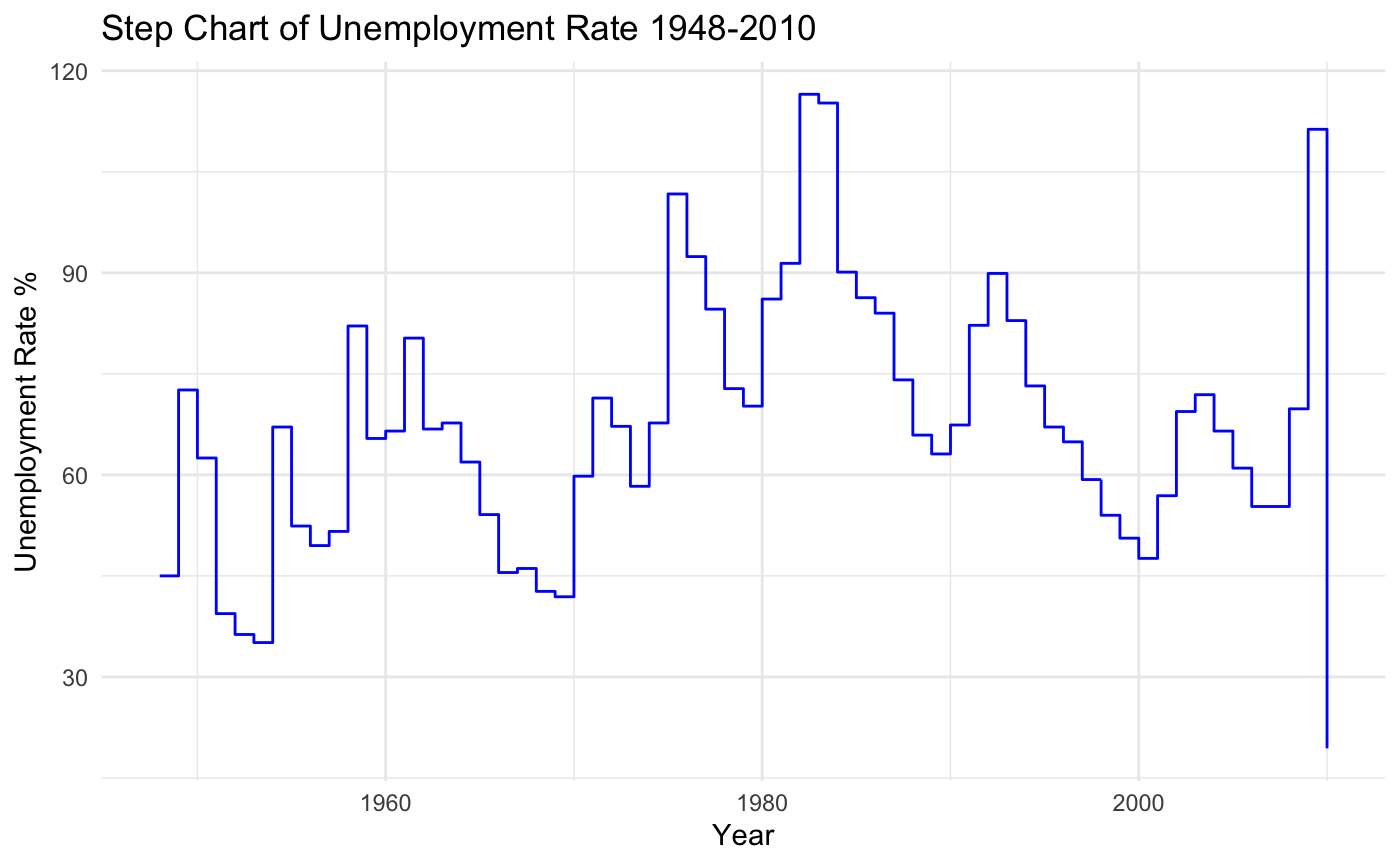 Step Chart of Unemployment Rate 1948-2010
120
90
60
30
Unemployment Rate %
1960
1980
2000
Year